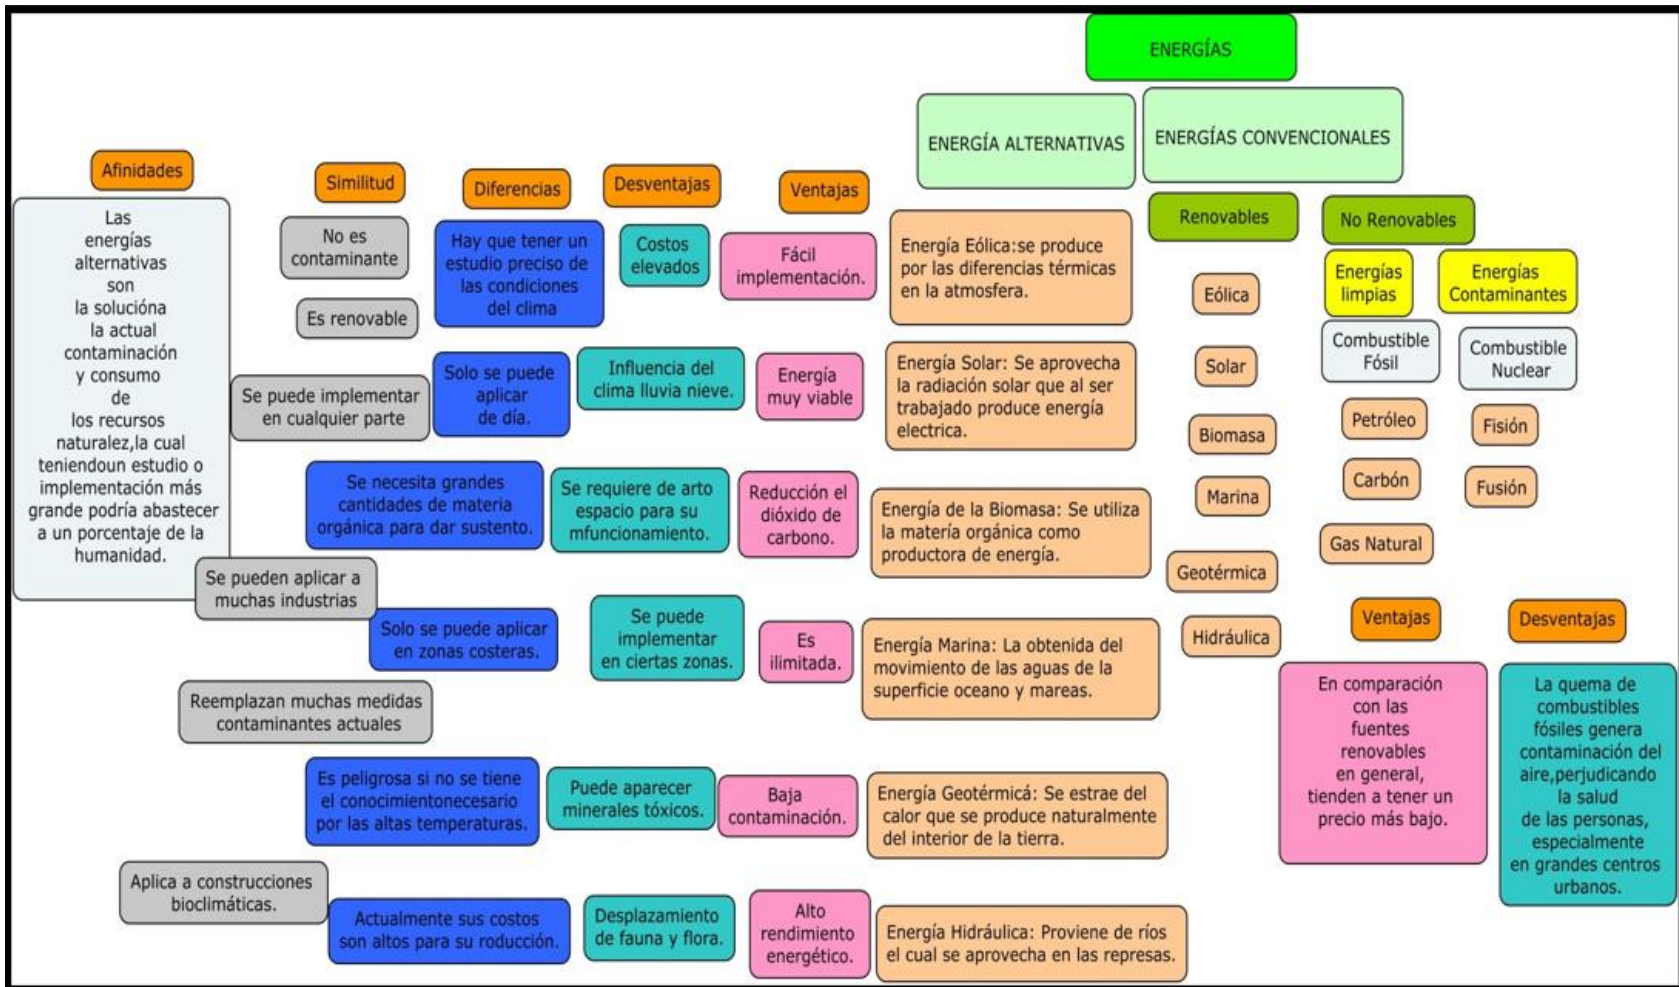 ENERGÍAS
ENERGÍA ALTERNATIVAS
ENERGÍAS CONVENCIONALES
Afinidades
Las
energías
alternativas
son
la solucióna
la actual
contaminación
y consumo
de
los recursos
naturalez,la cual
teniendoun estudio o
implementación más
grande podría abastecer
a un porcentaje de la
humanidad.
Similitud
No es
contaminante
Es renovable
Se puede implementar
en cualquier parte
Se pueden aplicar a
muchas industrias
Reemplazan muchas medidas
contaminantes actuales
Aplica a construcciones
bioclimáticas.
Diferencias
Hay que tener un
estudio preciso de
las condiciones
del clima
Solo se puede
aplicar
de día.
Se necesita grandes
cantidades de materia
orgánica para dar sustento.
Solo se puede aplicar
en zonas costeras.
Es peligrosa si no se tiene
el conocimientonecesario
por las altas temperaturas.
Actualmente sus costos
son altos para su roducción.
Desventajas
Costos
elevados
Influencia del
clima lluvia nieve.
Se requiere de arto
espacio para su
mfuncionamiento.
Se puede
implementar
en ciertas zonas.
Puede aparecer
minerales tóxicos.
Desplazamiento
de fauna y flora.
Ventajas
Fácil
implementación.
Energía
muy viable
Reducción el
dióxido de
carbono.
Es
ilimitada.
Baja
contaminación.
Alto
rendimiento
energético.
Energía Eólica:se produce
por las diferencias térmicas
en la atmosfera.
Energía Solar: Se aprovecha
la radiación solar que al ser
trabajado produce energía
electrica.
Energía de la Biomasa: Se utiliza
la matería orgánica como
productora de energía.
Energía Marina: La obtenida del
movimiento de las aguas de la
superficie oceano y mareas.
Energía Geotérmicá: Se estrae del
calor que se produce naturalmente
del interior de la tierra.
Energía Hidráulica: Proviene de ríos
el cual se aprovecha en las represas.
Renovables
Eólica
Solar
Biomasa
Marina
Geotérmica
Hidráulica
No Renovables
Energías
limpias
Combustible
Fósil
Petróleo
Carbón
Gas Natural
Energías
Contaminantes
Combustible
Nuclear
Fisión
Fusión
Ventajas
En comparación
con las
fuentes
renovables
en general,
tienden a tener un
precio más bajo.
Desventajas
La quema de
combustibles
fósiles genera
contaminación del
aire,perjudicando
la salud
de las personas,
especialmente
en grandes centros
urbanos.